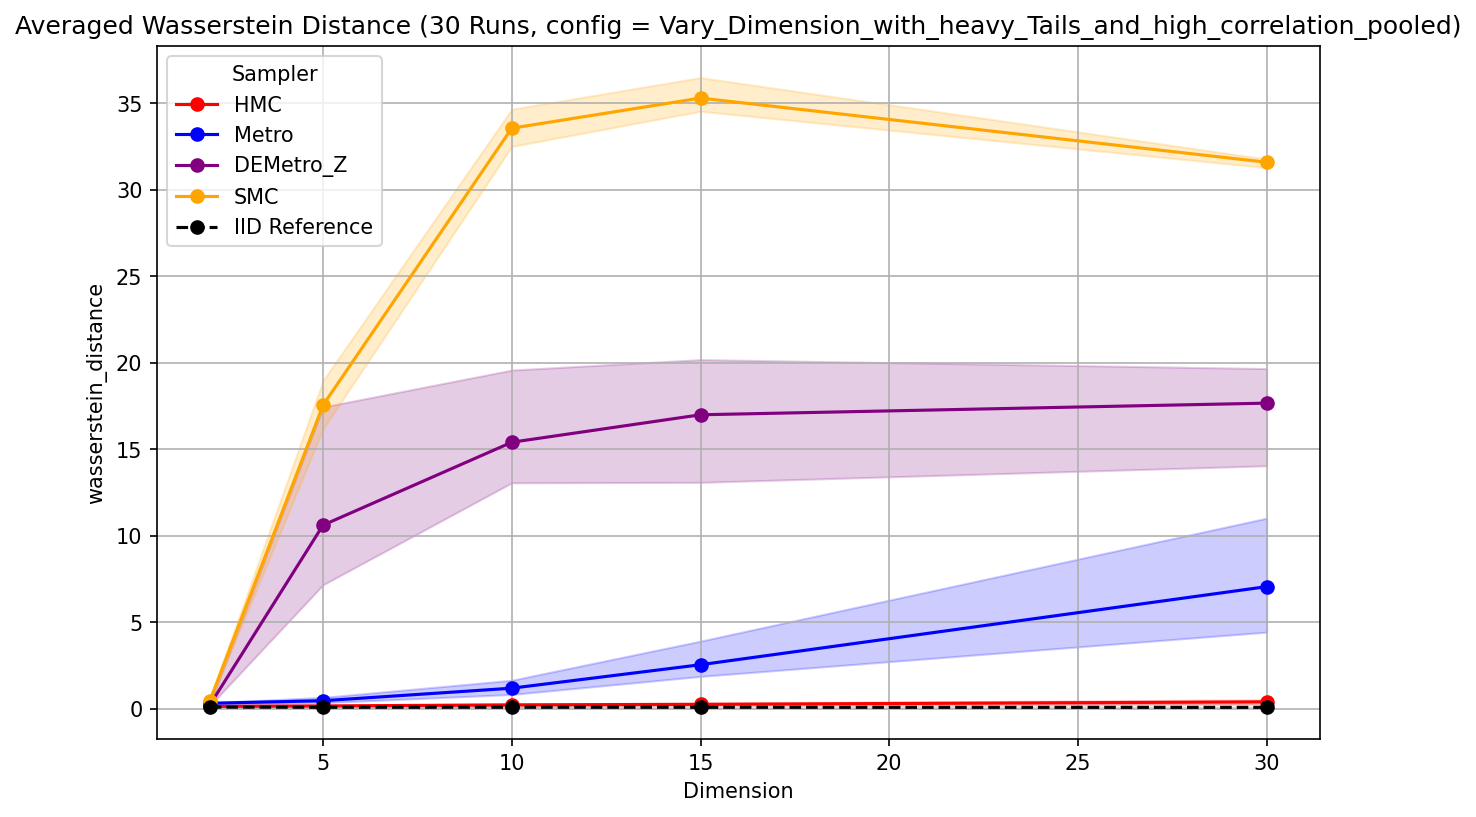 Averaged Wasserstein Distance (30 Runs, config = Vary_Dimension_with_heavy_Tails_and_high_correlation_pooled)
Sampler
HMC
Metro
DEMetro_Z
SMC
IID Reference
wasserstein_distance
35
30
25
20
15
10
5
0
5
10
15
20
25
30
Dimension